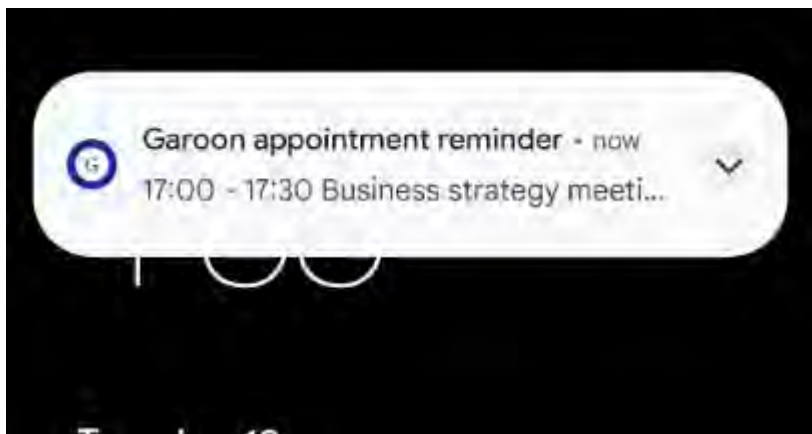 Garoon appointment reminder • now
G
17:00 - 17:30 Business strategy meeti...